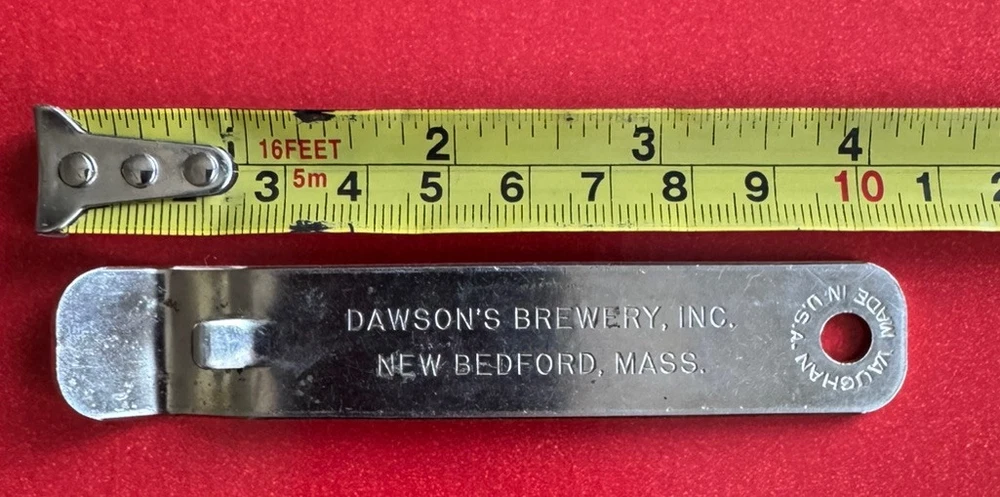 16FEET 2 3 4
3 5m 4 5 6 7 8 9 10 1 2
DAWSON'S BREWERY, INC.
NEW BEDFORD, MASS.
VAUGHAN MADE IN U.S.A.